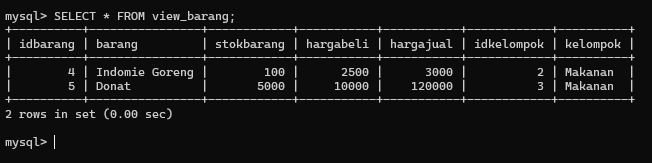 mysql> SELECT * FROM view_barang;
+----------+----------------+------------+-----------+-----------+------------+----------+
| idbarang | barang         | stokbarang | hargabeli | hargajual | idkelompok | kelompok |
+----------+----------------+------------+-----------+-----------+------------+----------+
|        4 | Indomie Goreng |        100 |      2500 |      3000 |          2 | Makanan  |
|        5 | Donat          |       5000 |     10000 |    120000 |          3 | Makanan  |
+----------+----------------+------------+-----------+-----------+------------+----------+
2 rows in set (0.00 sec)
mysql>